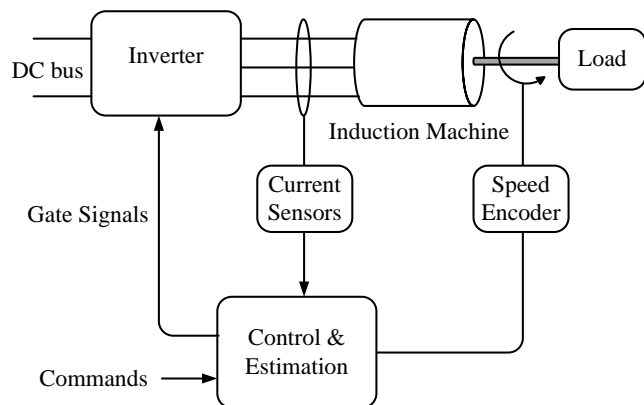 Inverter
DC bus
Load
Induction Machine
Current
Sensors
Speed
Encoder
Gate Signals
Control &
Estimation
Commands